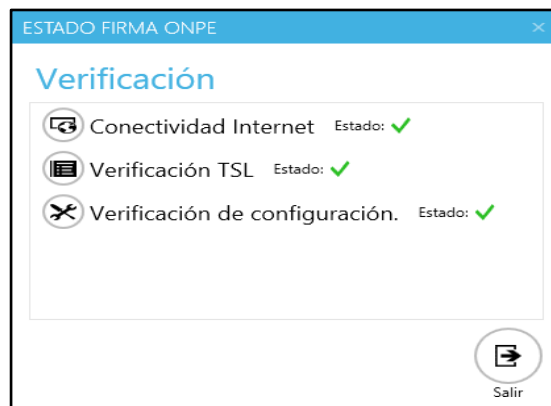 ESTADO FIRMA ONPE
Verificación
Conectividad Internet Estado:
Verificación TSL Estado:
Verificación de configuración. Estado:
Salir